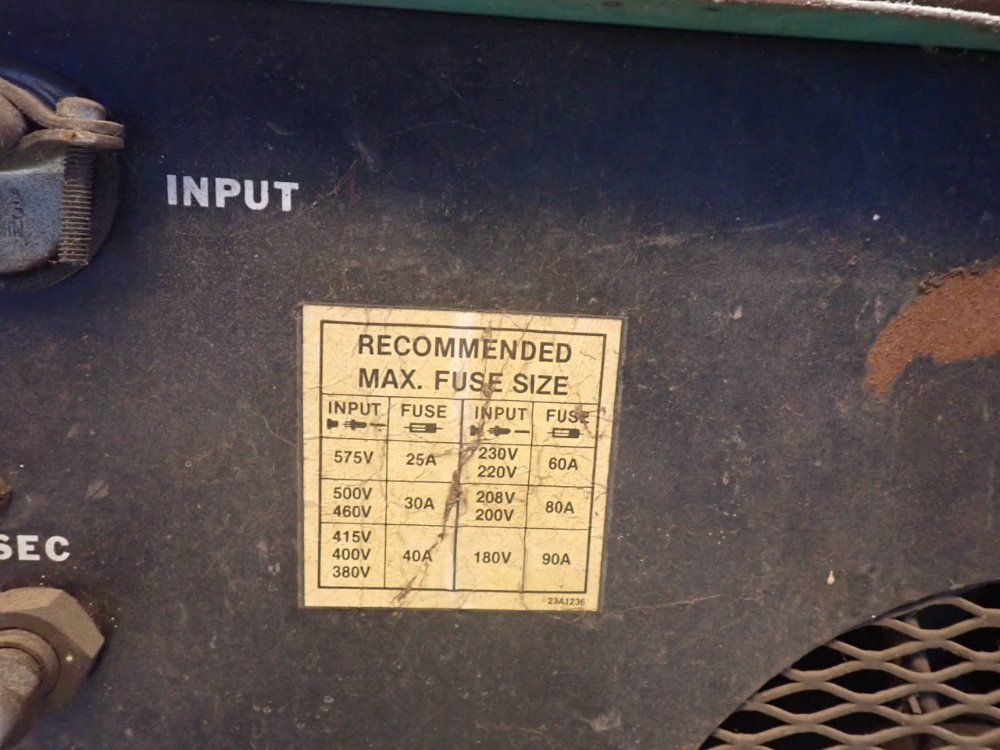 INPUT
RECOMMENDED
MAX. FUSE SIZE
INPUT FUSE INPUT FUSE
575V 25A 230V 220V 60A
500V 460V 30A 208V 200V 80A
415V 400V 380V 40A 180V 90A
23A1236
SEC